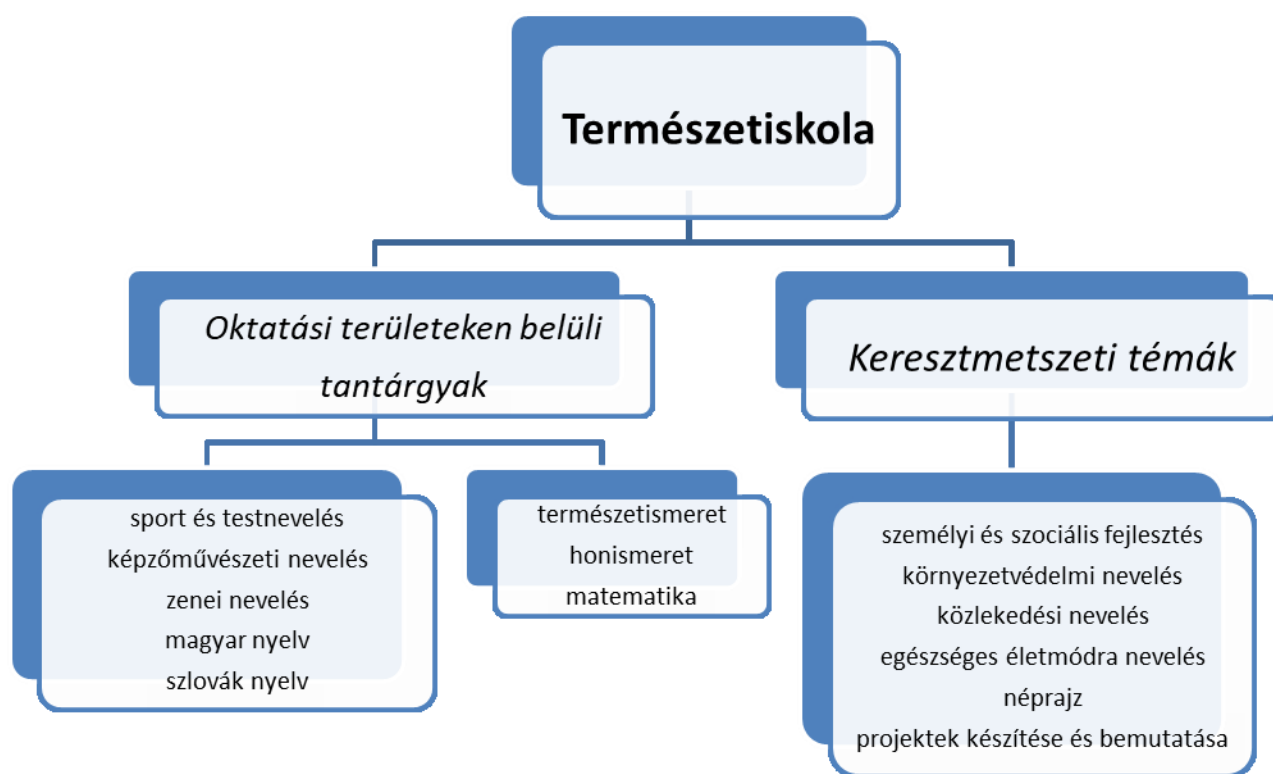 Természetiskola
Oktatási területeken belüli
tantárgyak
Keresztmetszeti témák
sport és testnevelés
képzőművészeti nevelés
zenei nevelés
magyar nyelv
szlovák nyelv
természetismeret
honismeret
matematika
személyi és szociális fejlesztés
környezetvédelmi nevelés
közlekedési nevelés
egészséges életmódra nevelés
néprajz
projektek készítése és bemutatása